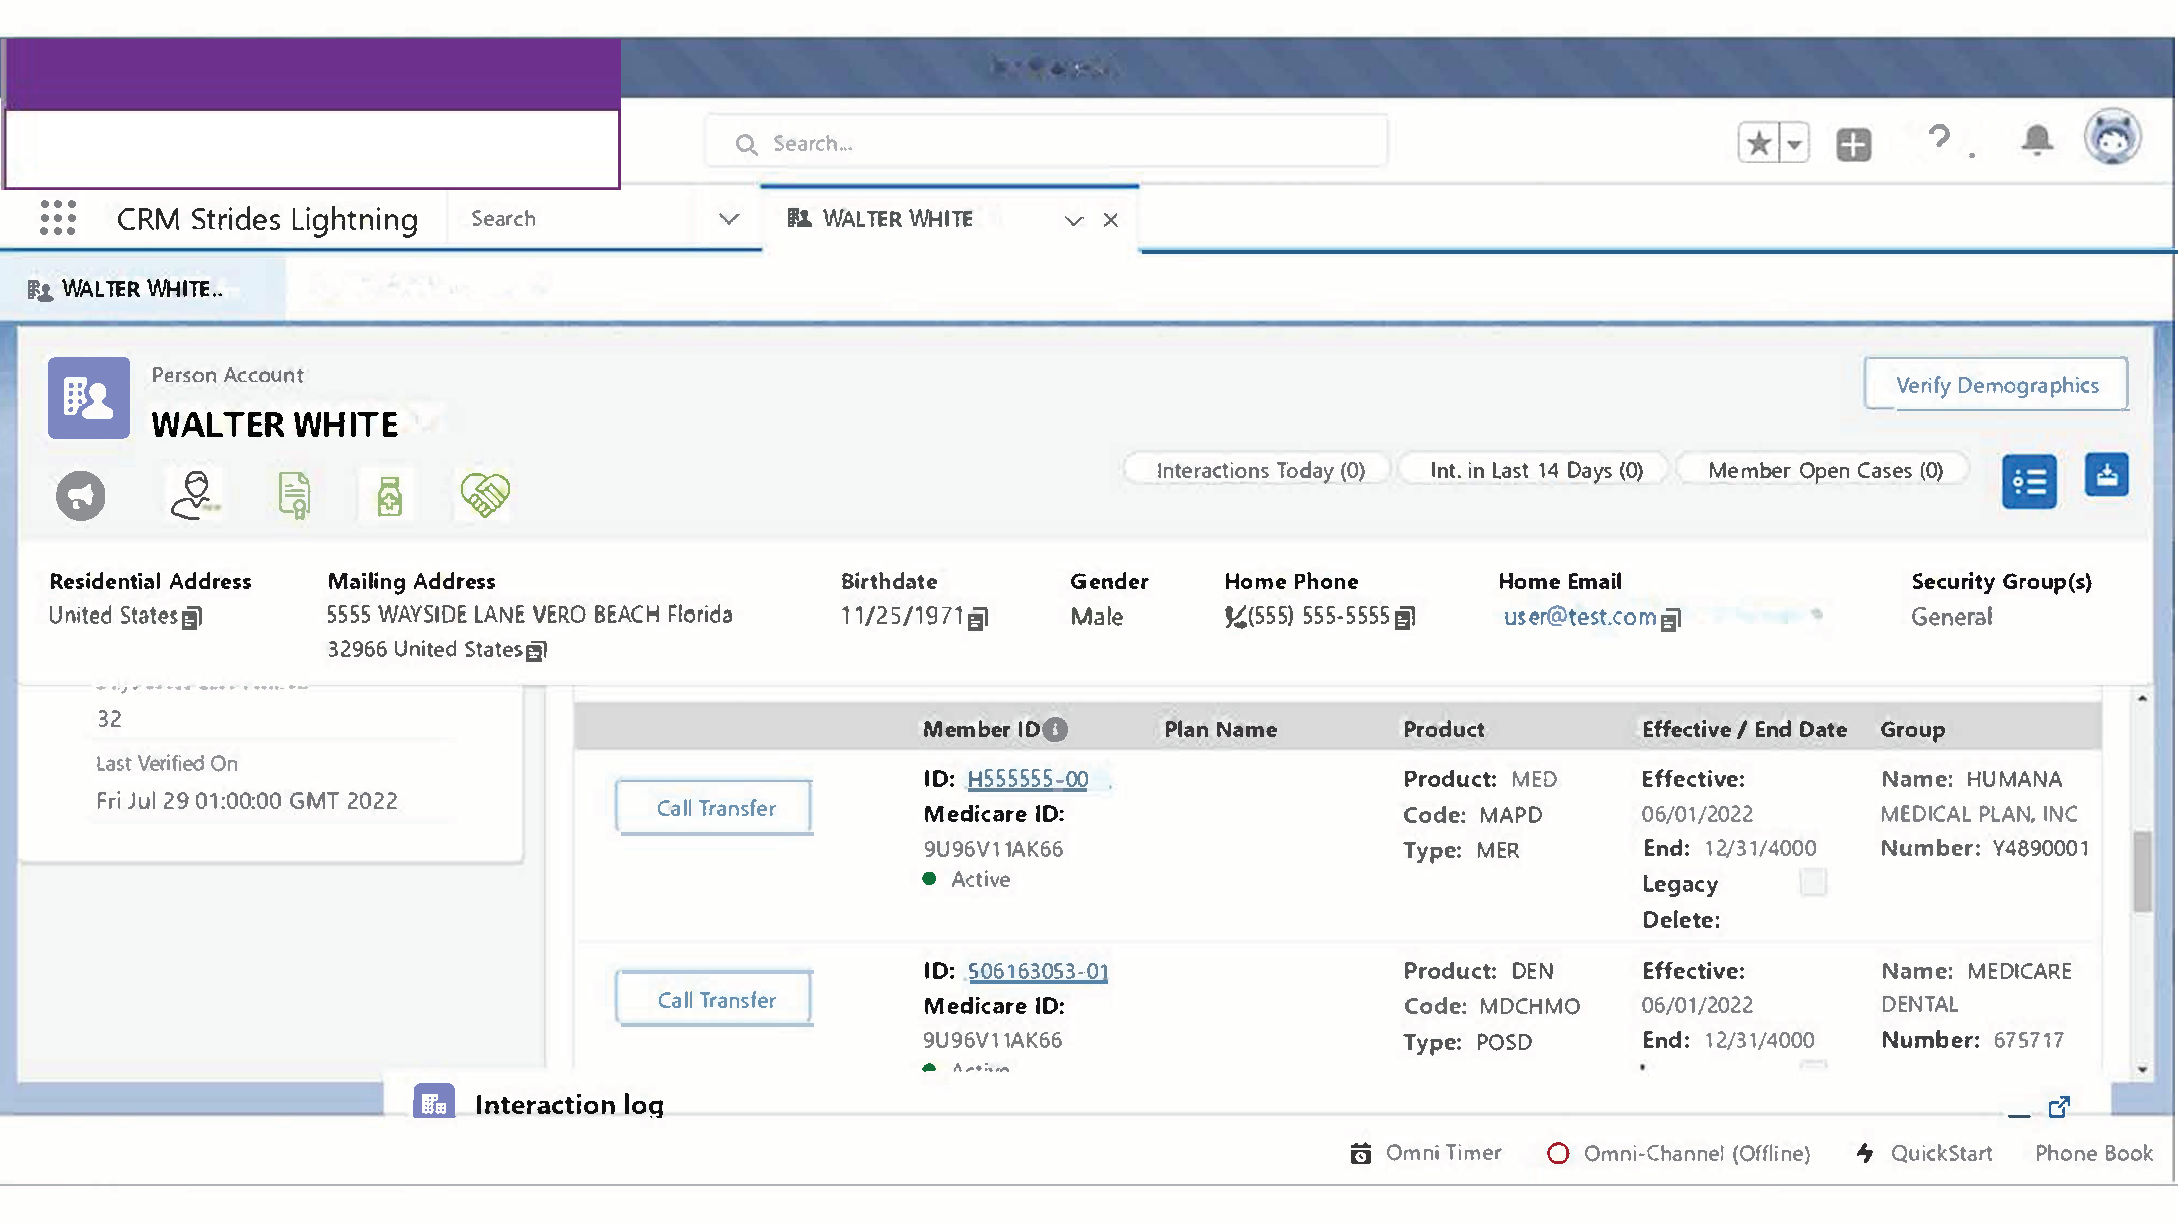 Search...
CRM Strides Lightning
Search
WALTER WHITE
WALTER WHITE..
Person Account
WALTER WHITE
Verify Demographics
Interactions Today (0)
Int. in Last 14 Days (0)
Member Open Cases (0)
Residential Address
United States
Mailing Address
5555 WAYSIDE LANE VERO BEACH Florida
32966 United States
Birthdate
11/25/1971
Gender
Male
Home Phone
(555) 555-5555
Home Email
user@test.com
Security Group(s)
General
32
Last Verified On
Fri Jul 29 01:00:00 GMT 2022
Member ID Plan Name Product Effective / End Date Group
Call Transfer
ID: H555555-00
Medicare ID:
9U96V11AK66
Active
Product: MED
Code: MAPD
Type: MER
Effective:
06/01/2022
End: 12/31/4000
Legacy
Delete:
Name: HUMANA
MEDICAL PLAN, INC
Number: Y4890001
Call Transfer
ID: S06163053-01
Medicare ID:
9U96V11AK66
Active
Product: DEN
Code: MDCHMO
Type: POSD
Effective:
06/01/2022
End: 12/31/4000
Name: MEDICARE
DENTAL
Number: 675717
Interaction log
Omni Timer
Omni-Channel (Offline)
QuickStart
Phone Book